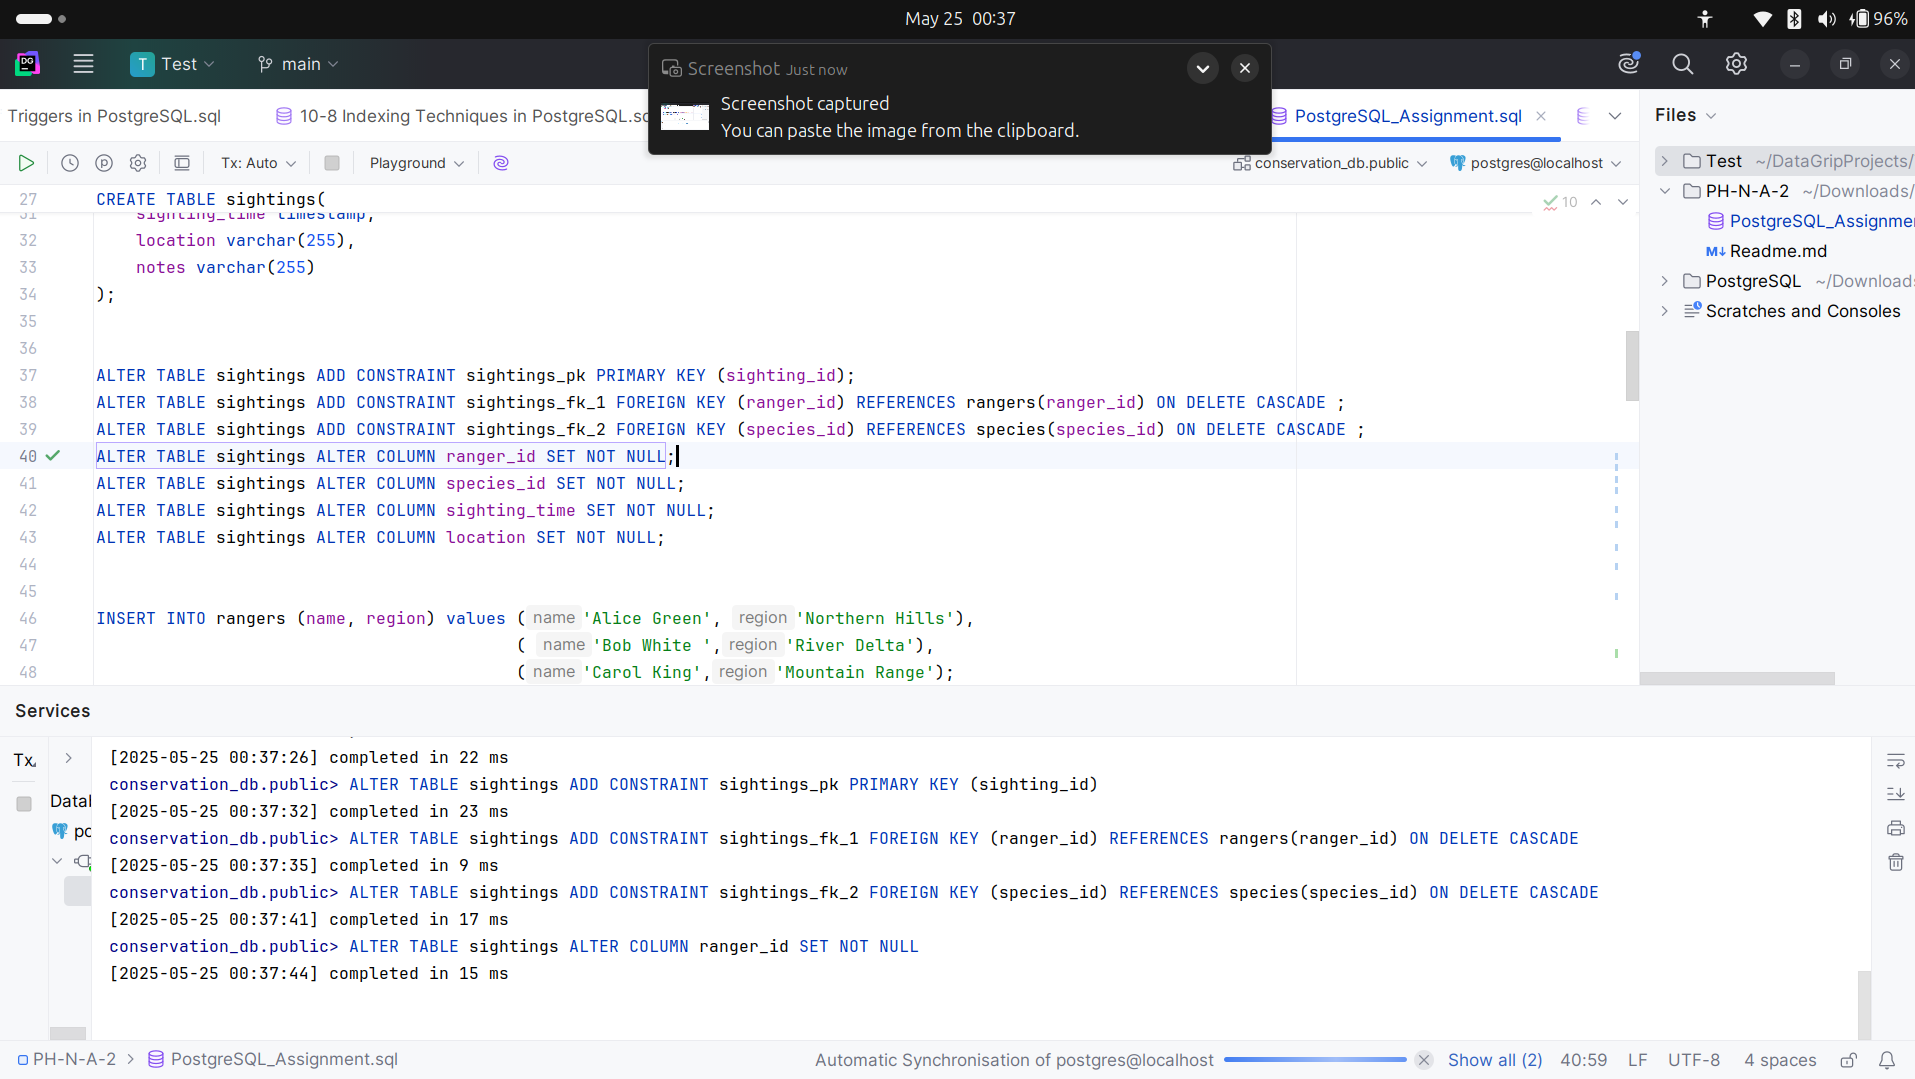 May 25 00:37
96%
DG
T Test
main
Screenshot Just now
Screenshot captured
You can paste the image from the clipboard.
Triggers in PostgreSQL.sql
10-8 Indexing Techniques in PostgreSQL.sq
PostgreSQL_Assignment.sql
Files
Tx: Auto
Playground
conservation_db.public
postgres@localhost
Test ~/DataGripProjects/
PH-N-A-2 ~/Downloads/
PostgreSQL_Assignme
M↓ Readme.md
PostgreSQL ~/Download
Scratches and Consoles
10
27 CREATE TABLE sightings(
31 sighting_time timestamp,
32 location varchar(255),
33 notes varchar(255)
34 );
35
36
37 ALTER TABLE sightings ADD CONSTRAINT sightings_pk PRIMARY KEY (sighting_id);
38 ALTER TABLE sightings ADD CONSTRAINT sightings_fk_1 FOREIGN KEY (ranger_id) REFERENCES rangers(ranger_id) ON DELETE CASCADE ;
39 ALTER TABLE sightings ADD CONSTRAINT sightings_fk_2 FOREIGN KEY (species_id) REFERENCES species(species_id) ON DELETE CASCADE ;
40 ALTER TABLE sightings ALTER COLUMN ranger_id SET NOT NULL;
41 ALTER TABLE sightings ALTER COLUMN species_id SET NOT NULL;
42 ALTER TABLE sightings ALTER COLUMN sighting_time SET NOT NULL;
43 ALTER TABLE sightings ALTER COLUMN location SET NOT NULL;
44
45
46 INSERT INTO rangers (name, region) values ( name 'Alice Green', region 'Northern Hills'),
47 ( name 'Bob White ', region 'River Delta'),
48 ( name 'Carol King', region 'Mountain Range');
Services
Tx
Datal
po
[2025-05-25 00:37:26] completed in 22 ms
conservation_db.public> ALTER TABLE sightings ADD CONSTRAINT sightings_pk PRIMARY KEY (sighting_id)
[2025-05-25 00:37:32] completed in 23 ms
conservation_db.public> ALTER TABLE sightings ADD CONSTRAINT sightings_fk_1 FOREIGN KEY (ranger_id) REFERENCES rangers(ranger_id) ON DELETE CASCADE
[2025-05-25 00:37:35] completed in 9 ms
conservation_db.public> ALTER TABLE sightings ADD CONSTRAINT sightings_fk_2 FOREIGN KEY (species_id) REFERENCES species(species_id) ON DELETE CASCADE
[2025-05-25 00:37:41] completed in 17 ms
conservation_db.public> ALTER TABLE sightings ALTER COLUMN ranger_id SET NOT NULL
[2025-05-25 00:37:44] completed in 15 ms
PH-N-A-2 > PostgreSQL_Assignment.sql
Automatic Synchronisation of postgres@localhost
Show all (2)
40:59
LF
UTF-8
4 spaces